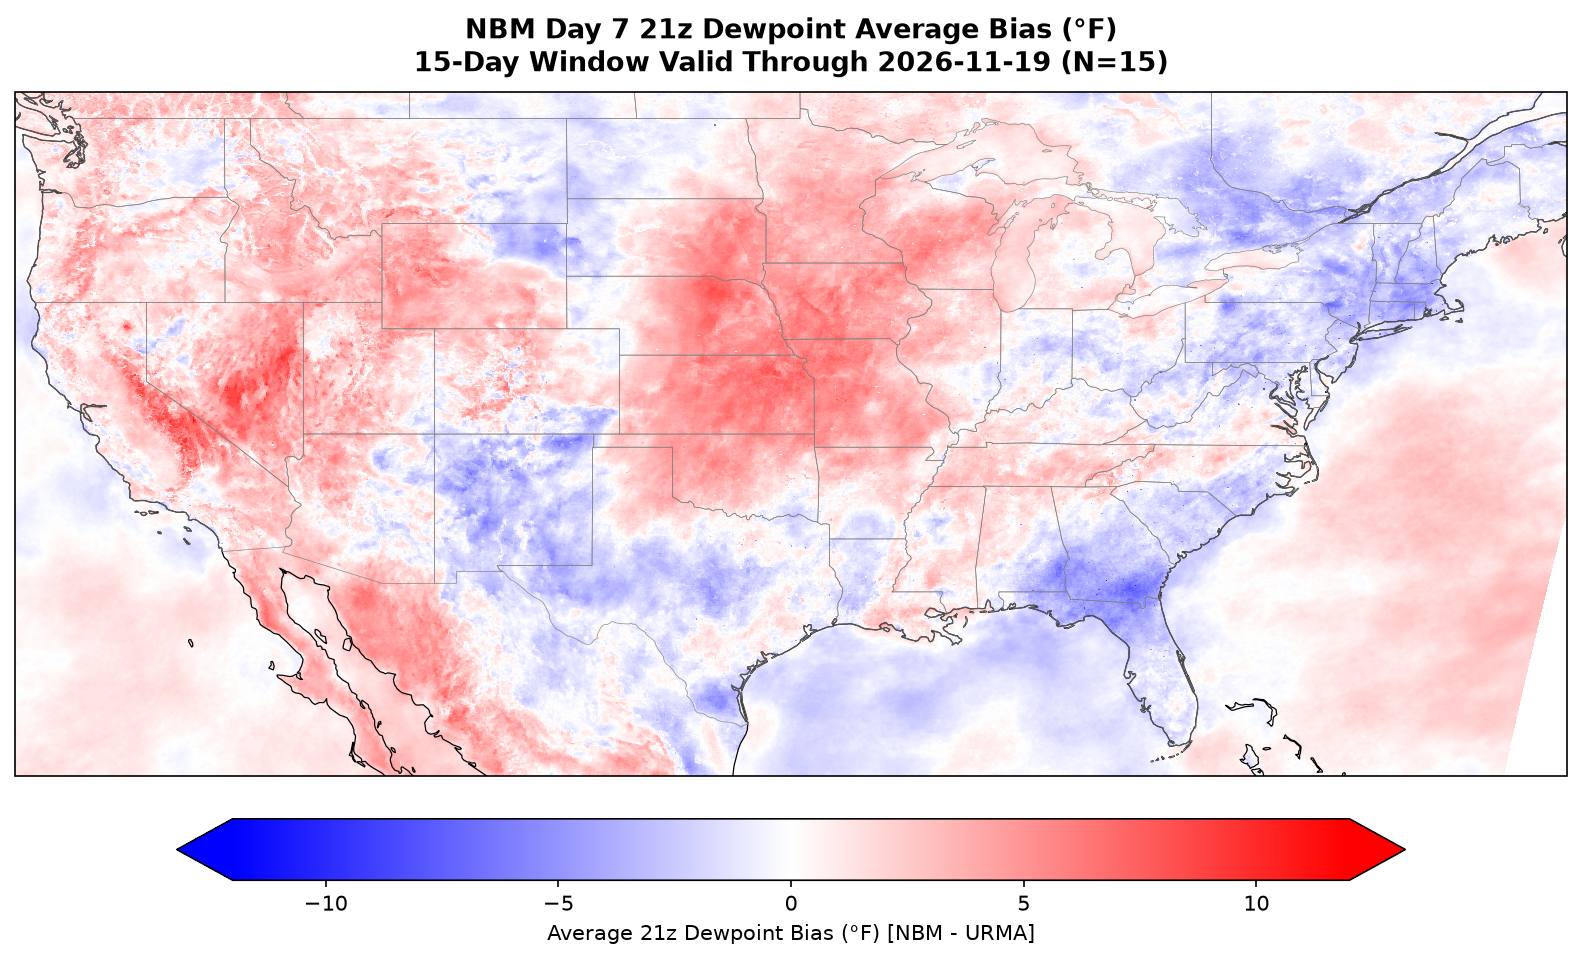 NBM Day 7 21z Dewpoint Average Bias (°F)
15-Day Window Valid Through 2026-11-19 (N=15)
−10 −5 0 5 10
Average 21z Dewpoint Bias (°F) [NBM - URMA]